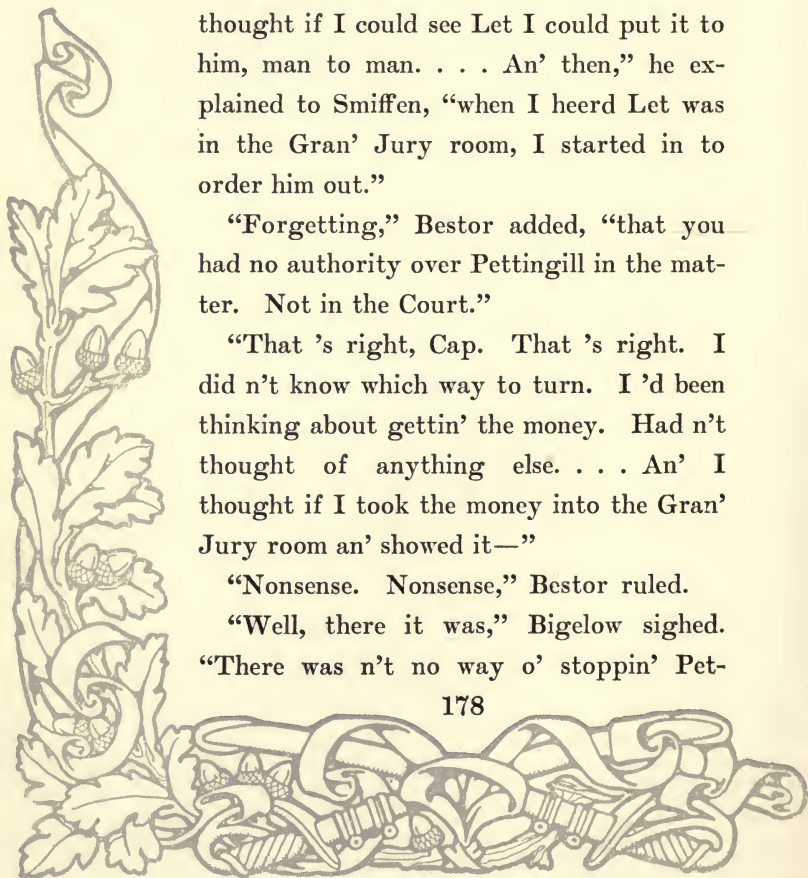 thought if I could see Let I could put it to
him, man to man. . . . An' then,” he ex-
plained to Smiffen, “when I heerd Let was
in the Gran' Jury room, I started in to
order him out.”
“Forgetting,” Bestor added, “that you
had no authority over Pettingill in the mat-
ter. Not in the Court.”
“That 's right, Cap. That 's right. I
did n't know which way to turn. I 'd been
thinking about gettin' the money. Had n't
thought of anything else. . . . An' I
thought if I took the money into the Gran'
Jury room an' showed it—”
“Nonsense. Nonsense,” Bestor ruled.
“Well, there it was,” Bigelow sighed.
“There was n't no way o' stoppin' Pet-
178